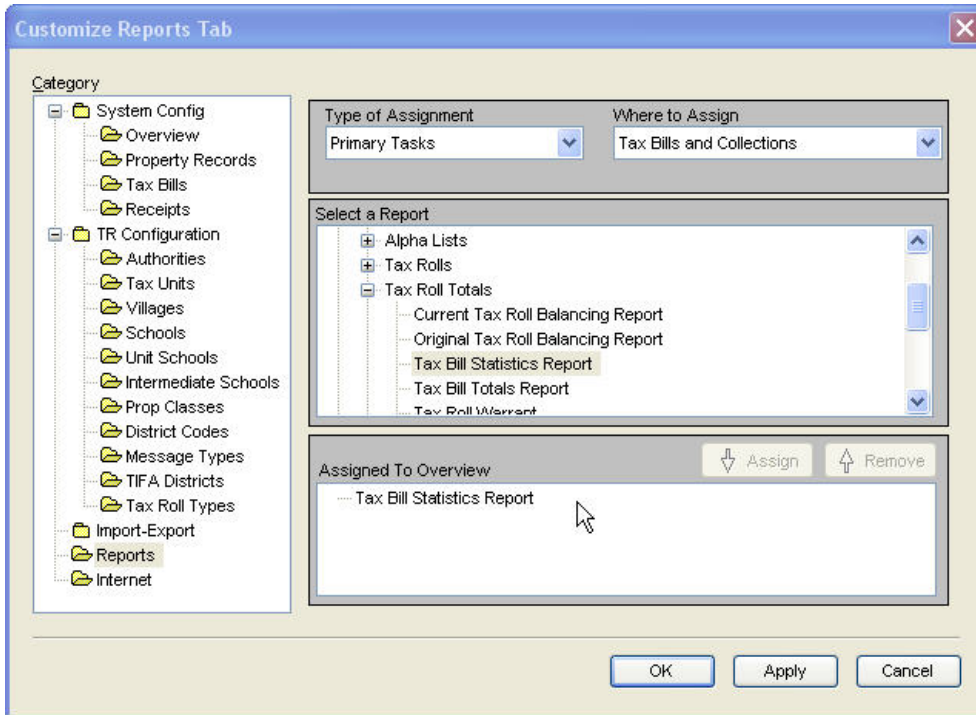 Customize Reports Tab
Category
System Config
Overview
Property Records
Tax Bills
Receipts
TR Configuration
Authorities
Tax Units
Villages
Schools
Unit Schools
Intermediate Schools
Prop Classes
District Codes
Message Types
TIFA Districts
Tax Roll Types
Import-Export
Reports
Internet
Type of Assignment
Primary Tasks
Where to Assign
Tax Bills and Collections
Select a Report
Alpha Lists
Tax Rolls
Tax Roll Totals
Current Tax Roll Balancing Report
Original Tax Roll Balancing Report
Tax Bill Statistics Report
Tax Bill Totals Report
Tax Roll Warrant
Assigned To Overview
Assign
Remove
Tax Bill Statistics Report
OK
Apply
Cancel